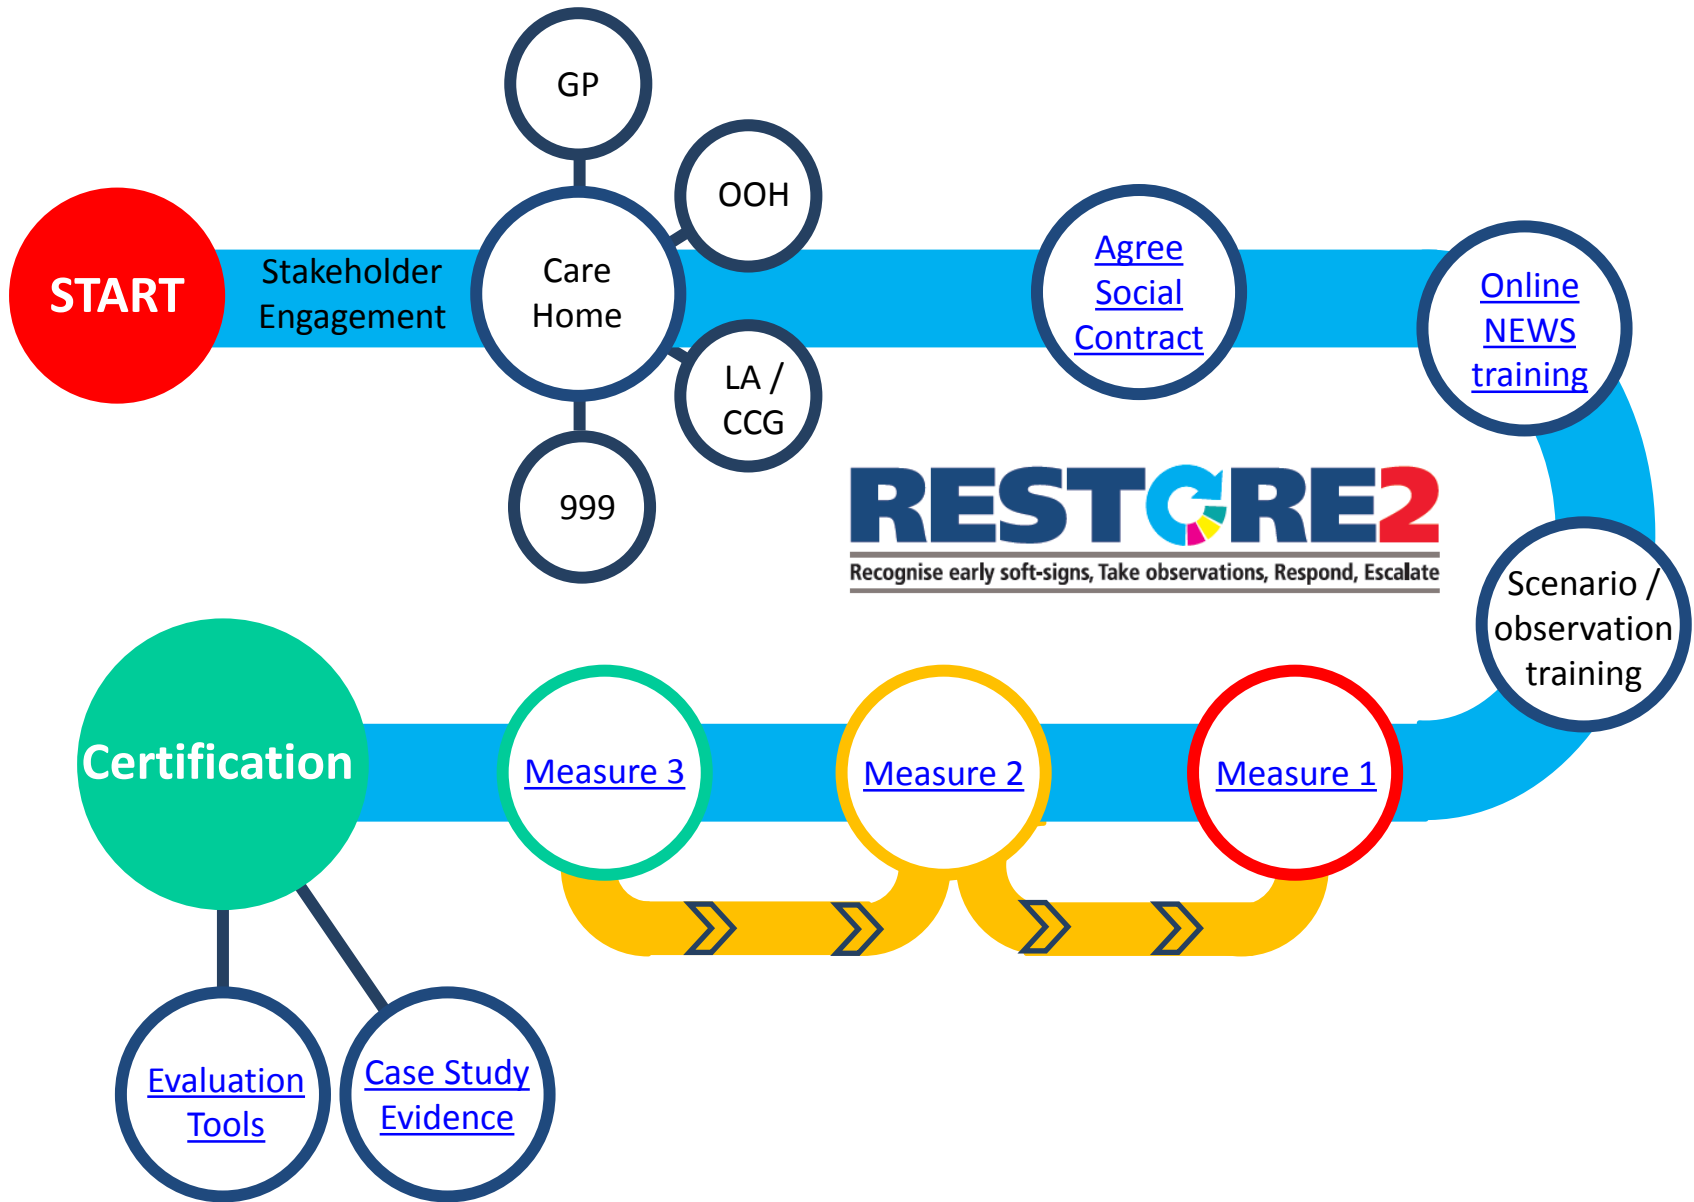 GP
OOH
START
Stakeholder
Engagement
Care
Home
LA /
CCG
999
Agree
Social
Contract
Online
NEWS
training
RESTORE2
Recognise early soft-signs, Take observations, Respond, Escalate
Scenario /
observation
training
Measure 1
Measure 2
Measure 3
Certification
Evaluation
Tools
Case Study
Evidence